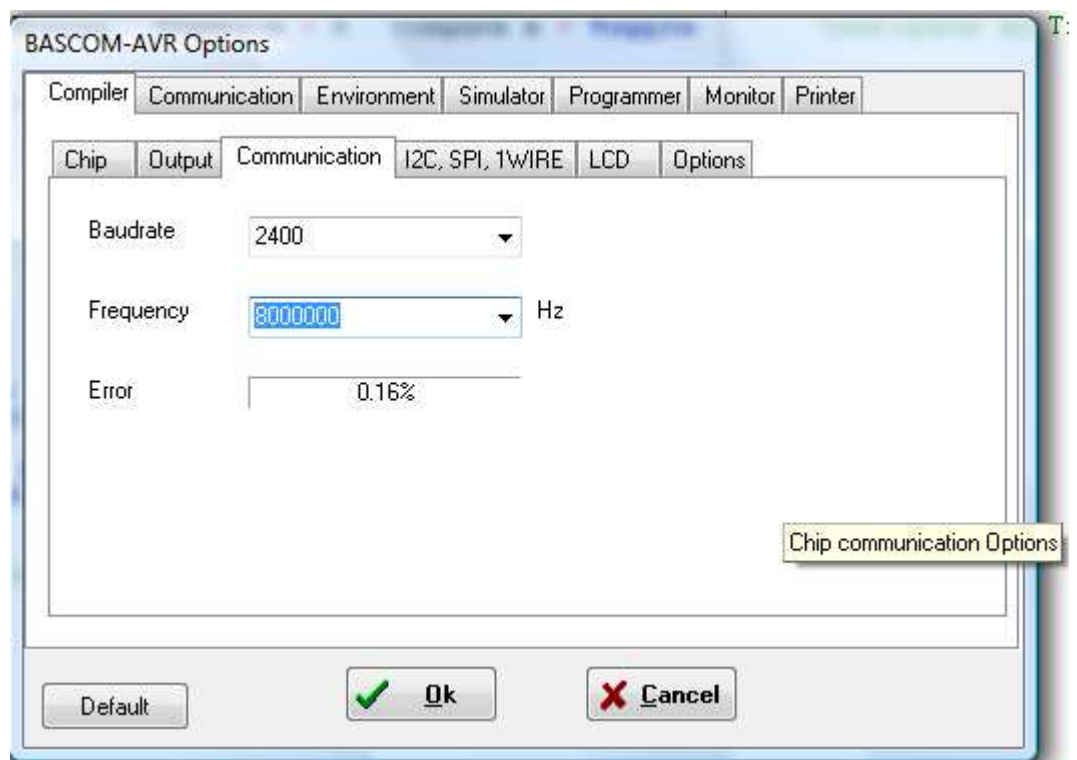 Ti
BASCOM-AVR Options
Compiler Communication Environment Simulator Programmer Monitor Printer
Chip Output Communication I2C, SPI, 1WIRE LCD Options
Baudrate 2400
Frequency 8000000 Hz
Error 0.16%
Chip communication Options
Default Ok Cancel